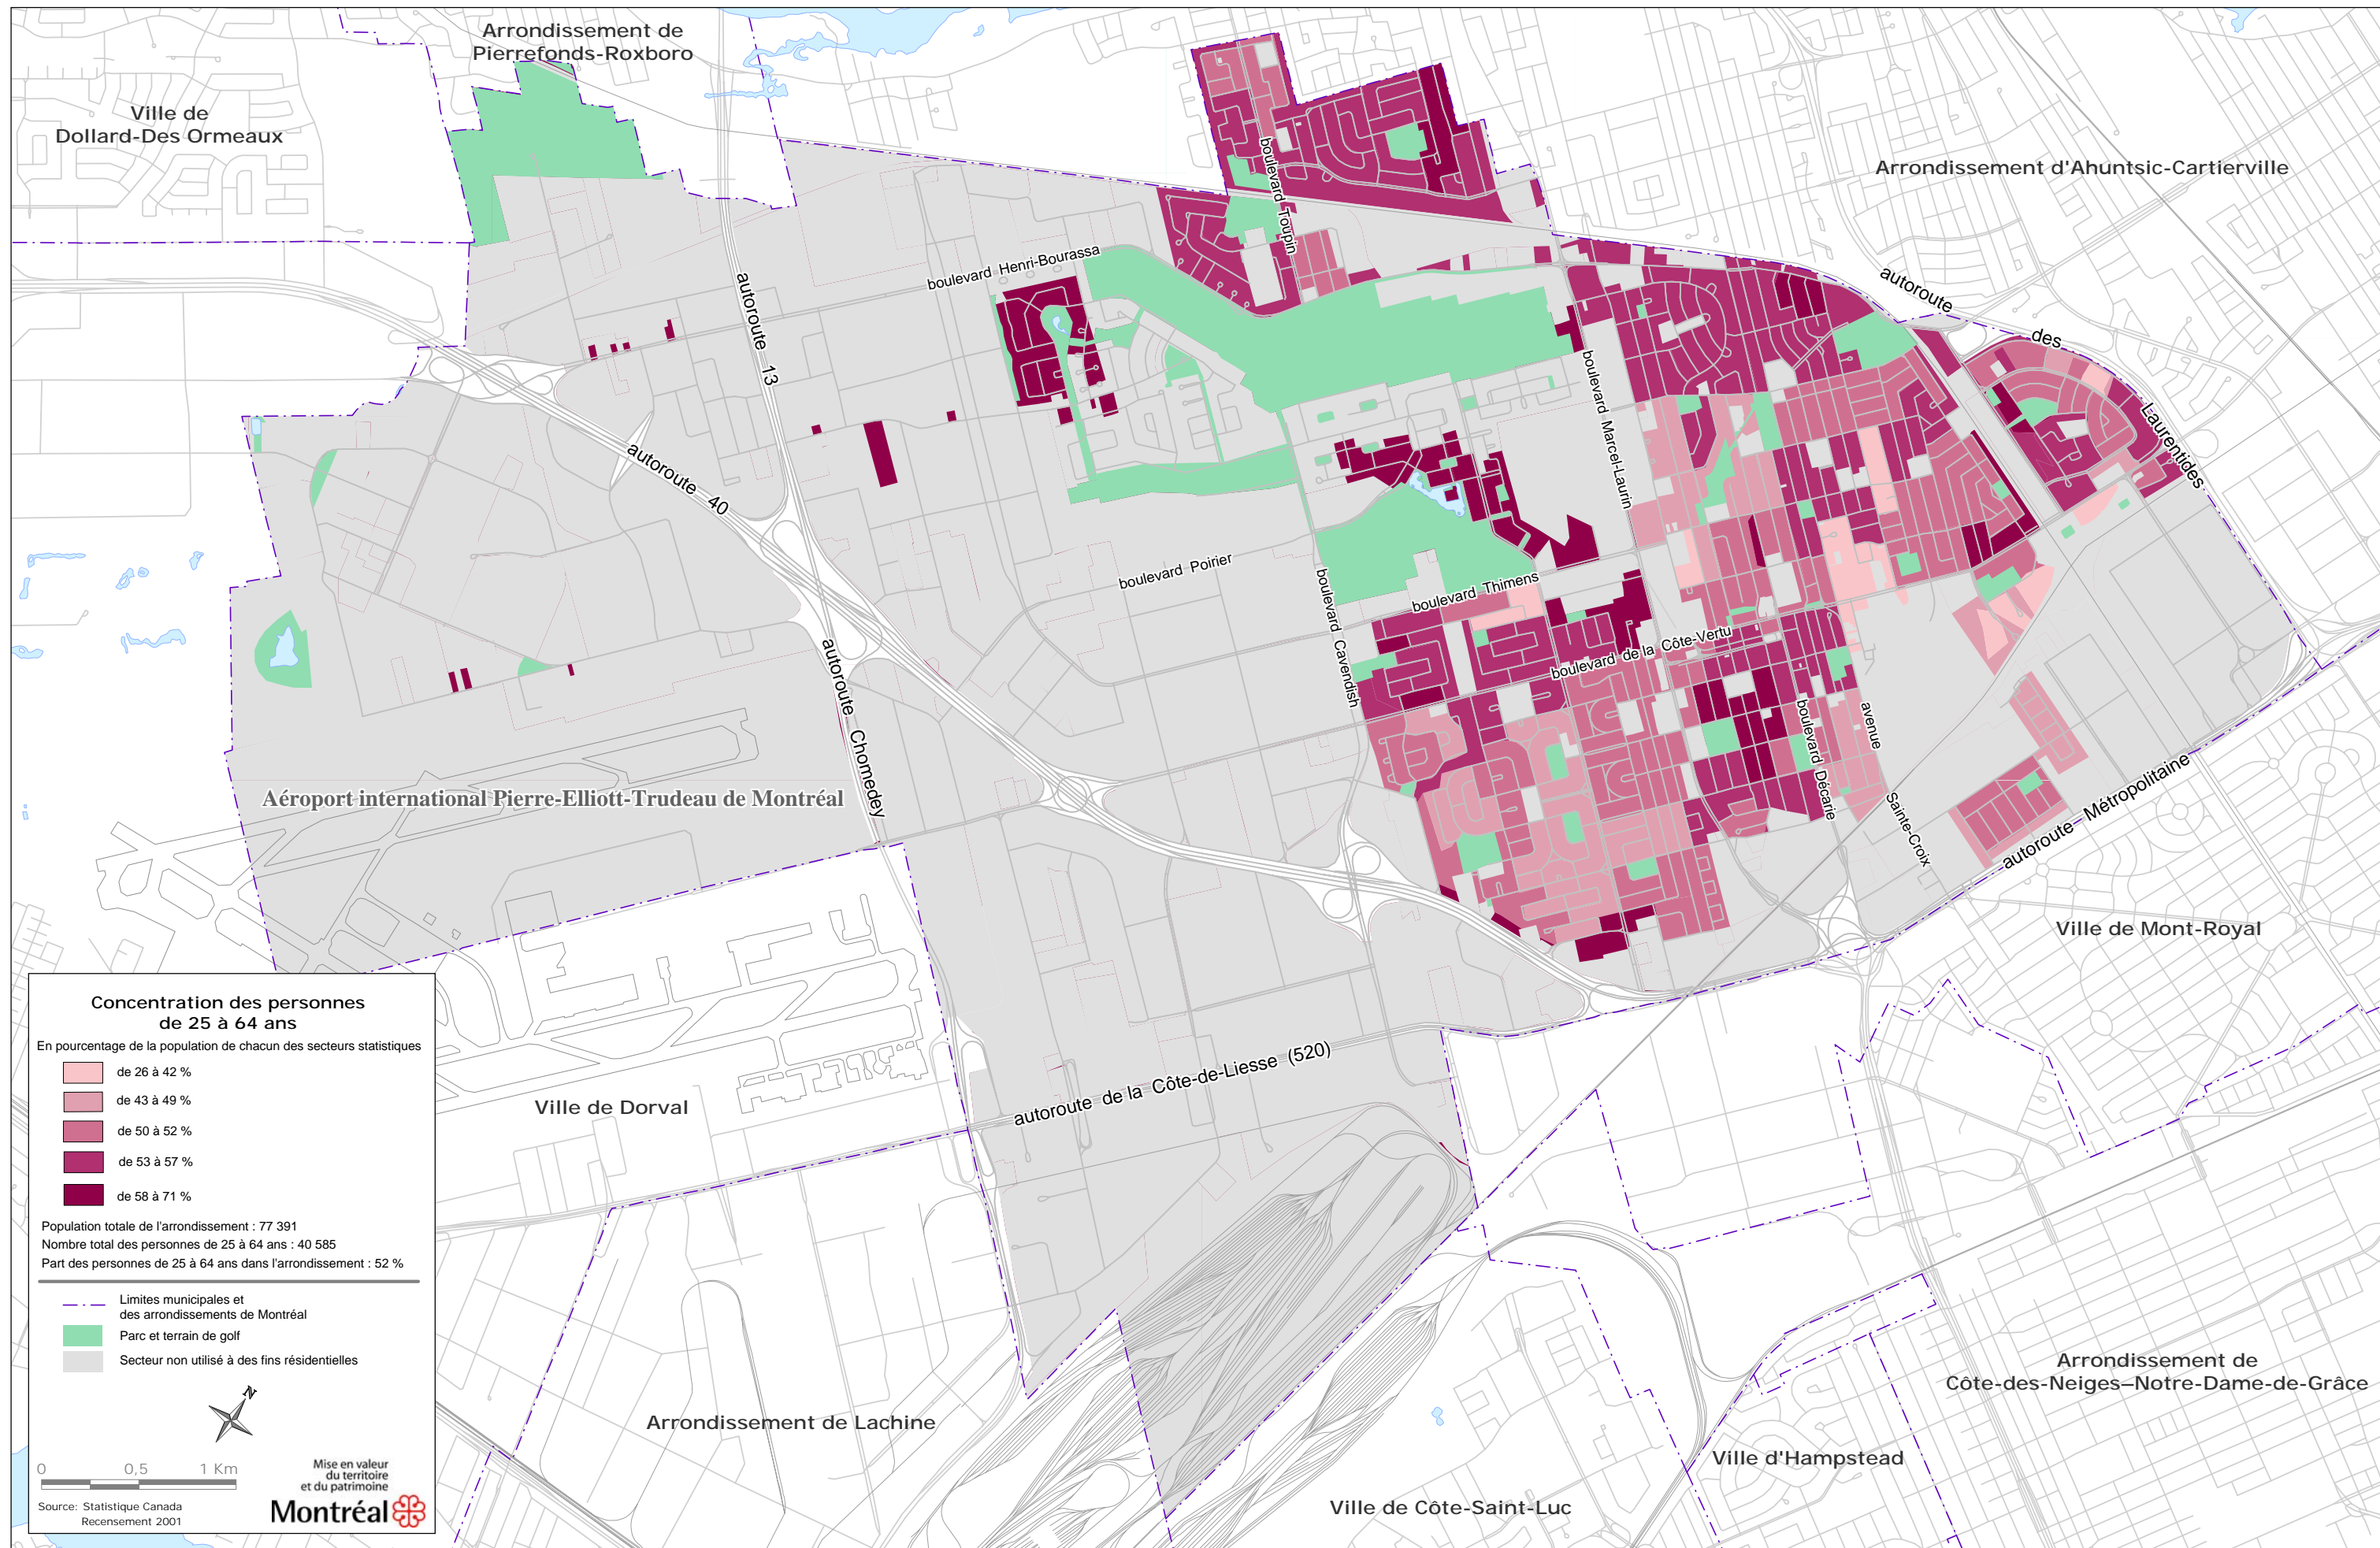 Arrondissement de
Pierrefonds-Roxboro
Ville de
Dollard-Des Ormeaux
Arrondissement d'Ahuntsic-Cartierville
boulevard Toupin
boulevard Henri-Bourassa
autoroute 13
autoroute des Laurentides
autoroute 40
boulevard Marcel-Laurin
boulevard Poirier
boulevard Thimens
boulevard Cavendish
boulevard de la Côte-Vertu
autoroute Chomedey
boulevard Décarie
avenue Sainte-Croix
Aéroport international Pierre-Elliott-Trudeau de Montréal
autoroute Métropolitaine
Ville de Mont-Royal
autoroute de la Côte-de-Liesse (520)
Ville de Dorval
Arrondissement de Lachine
Arrondissement de
Côte-des-Neiges–Notre-Dame-de-Grâce
Ville d'Hampstead
Ville de Côte-Saint-Luc
Concentration des personnes
de 25 à 64 ans
En pourcentage de la population de chacun des secteurs statistiques
de 26 à 42 %
de 43 à 49 %
de 50 à 52 %
de 53 à 57 %
de 58 à 71 %
Population totale de l'arrondissement : 77 391
Nombre total des personnes de 25 à 64 ans : 40 585
Part des personnes de 25 à 64 ans dans l'arrondissement : 52 %
Limites municipales et
des arrondissements de Montréal
Parc et terrain de golf
Secteur non utilisé à des fins résidentielles
N
0 0,5 1 Km
Source: Statistique Canada
Recensement 2001
Mise en valeur
du territoire
et du patrimoine
Montréal